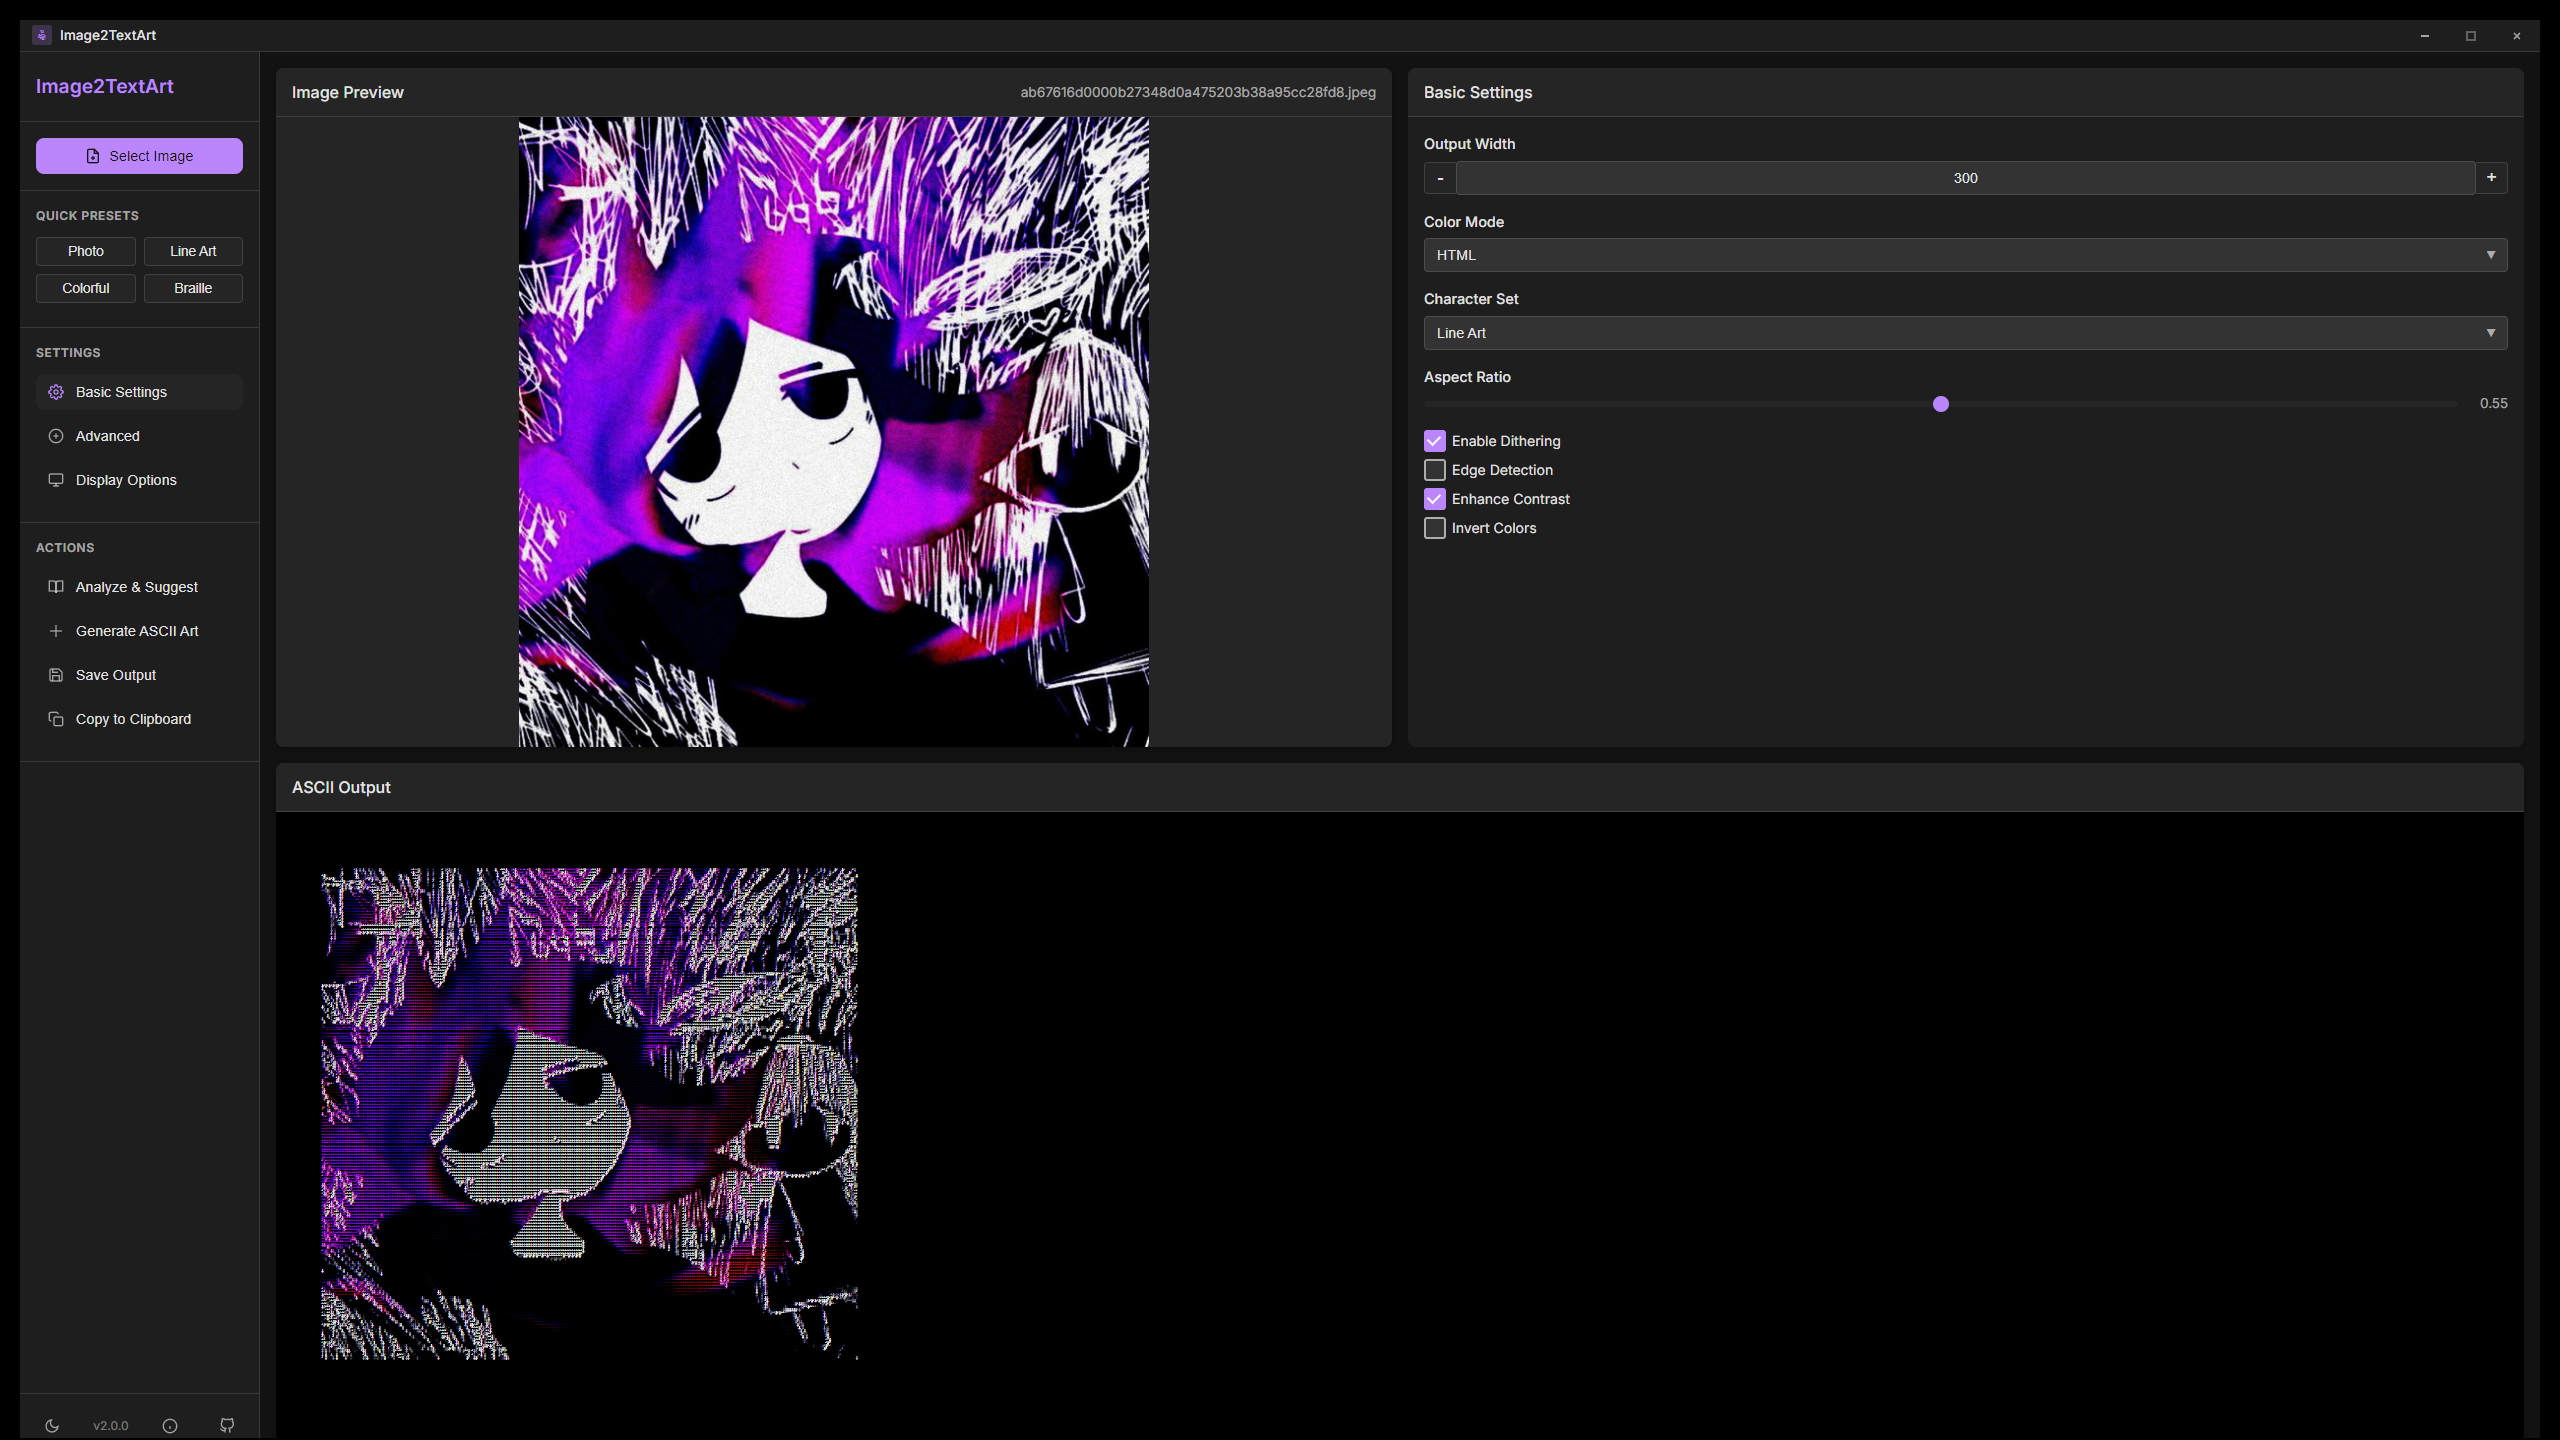 Image2TextArt
Image2TextArt
Select Image
QUICK PRESETS
Photo
Line Art
Colorful
Braille
SETTINGS
Basic Settings
Advanced
Display Options
ACTIONS
Analyze & Suggest
Generate ASCII Art
Save Output
Copy to Clipboard
v2.0.0
Image Preview
ab67616d0000b27348d0a475203b38a95cc28fd8.jpeg
Basic Settings
Output Width
-
300
+
Color Mode
HTML
Character Set
Line Art
Aspect Ratio
0.55
Enable Dithering
Edge Detection
Enhance Contrast
Invert Colors
ASCII Output